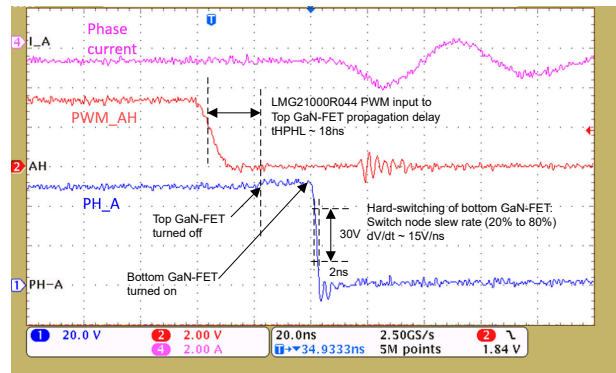 T
4 I_A
Phase
current
LMG21000R044 PWM input to
Top GaN-FET propagation delay
tHPHL ~ 18ns
PWM_AH
2 AH
PH_A
Top GaN-FET
turned off
Hard-switching of bottom GaN-FET:
Switch node slew rate (20% to 80%)
dV/dt ~ 15V/ns
30V
2ns
Bottom GaN-FET
turned on
1 PH-A
1 20.0 V 2 2.00 V 20.0ns 2.50GS/s 2
4 2.00 A T→▼34.9333ns 5M points 1.84 V